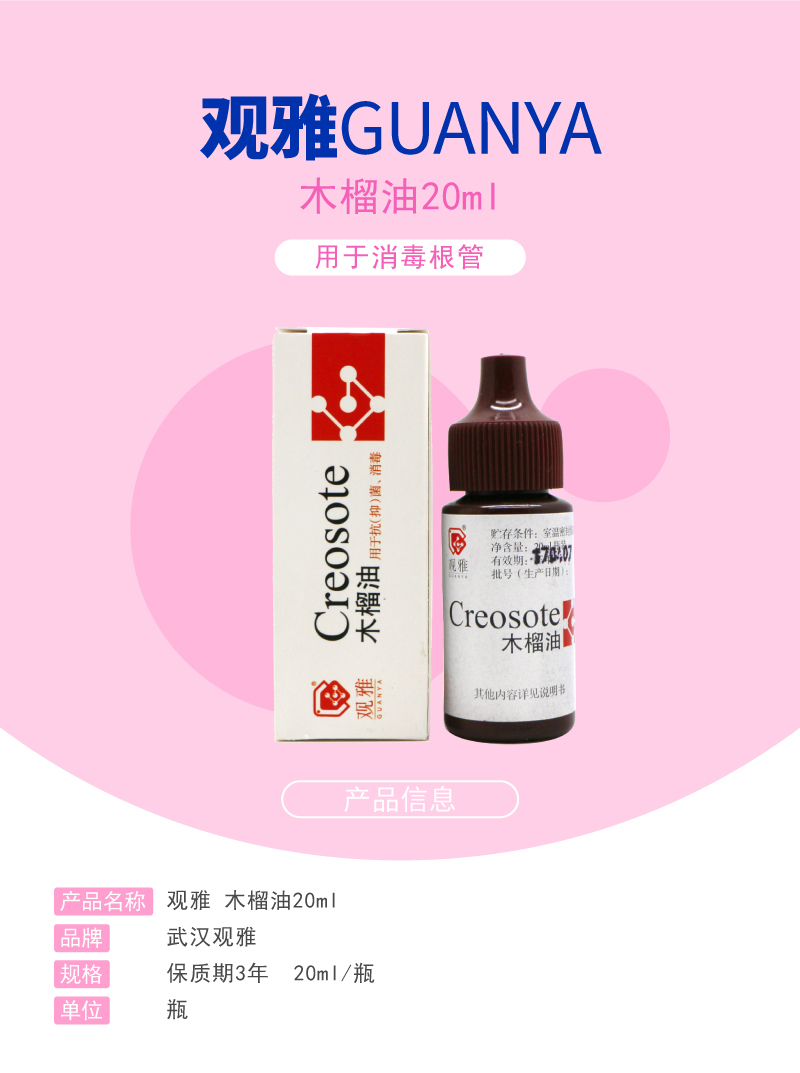 观雅GUANYA
木榴油20ml
用于消毒根管
Creosote
木榴油
用于抗(抑)菌、消毒
观雅
GUANYA
贮存条件：室温密
净含量：20ml
有效期：
批号（生产日期）：
观雅
GUANYA
Creosote
木榴油
其他内容详见说明书
产品信息
产品名称 观雅 木榴油20ml
品牌 武汉观雅
规格 保质期3年 20ml/瓶
单位 瓶